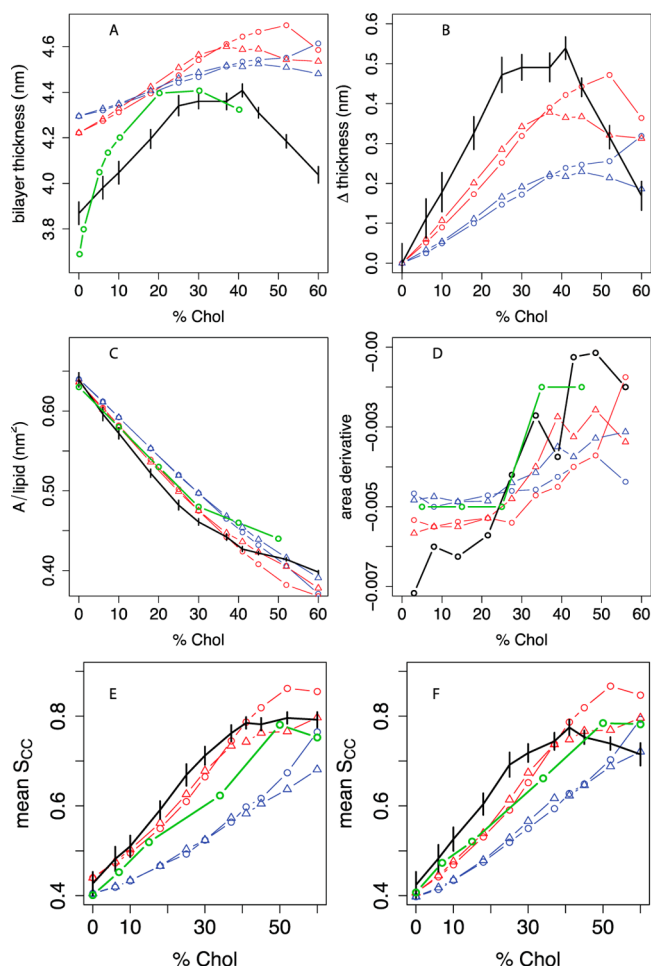 A
bilayer thickness (nm)
3.8 4.0 4.2 4.4 4.6
0 10 20 30 40 50 60
% Chol
B
Δ thickness (nm)
0.0 0.1 0.2 0.3 0.4 0.5 0.6
0 10 20 30 40 50 60
% Chol
C
A/lipid (nm²)
0.40 0.50 0.60
0 10 20 30 40 50 60
% Chol
D
area derivative
−0.007 −0.005 −0.003 −0.00
0 10 20 30 40 50 60
% Chol
E
mean SCC
0.4 0.6 0.8
0 10 30 50
% Chol
F
mean SCC
0.4 0.6 0.8
0 10 30 50
% Chol